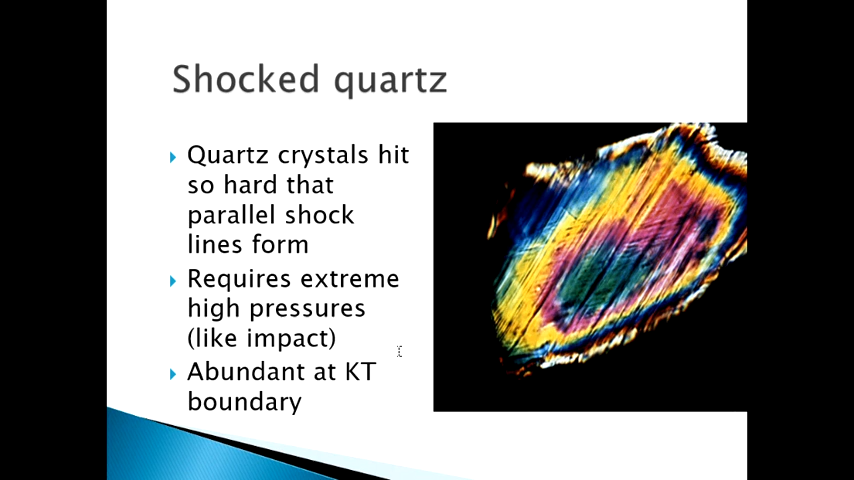 Shocked quartz
Quartz crystals hit
so hard that
parallel shock
lines form
Requires extreme
high pressures
(like impact)
Abundant at KT
boundary